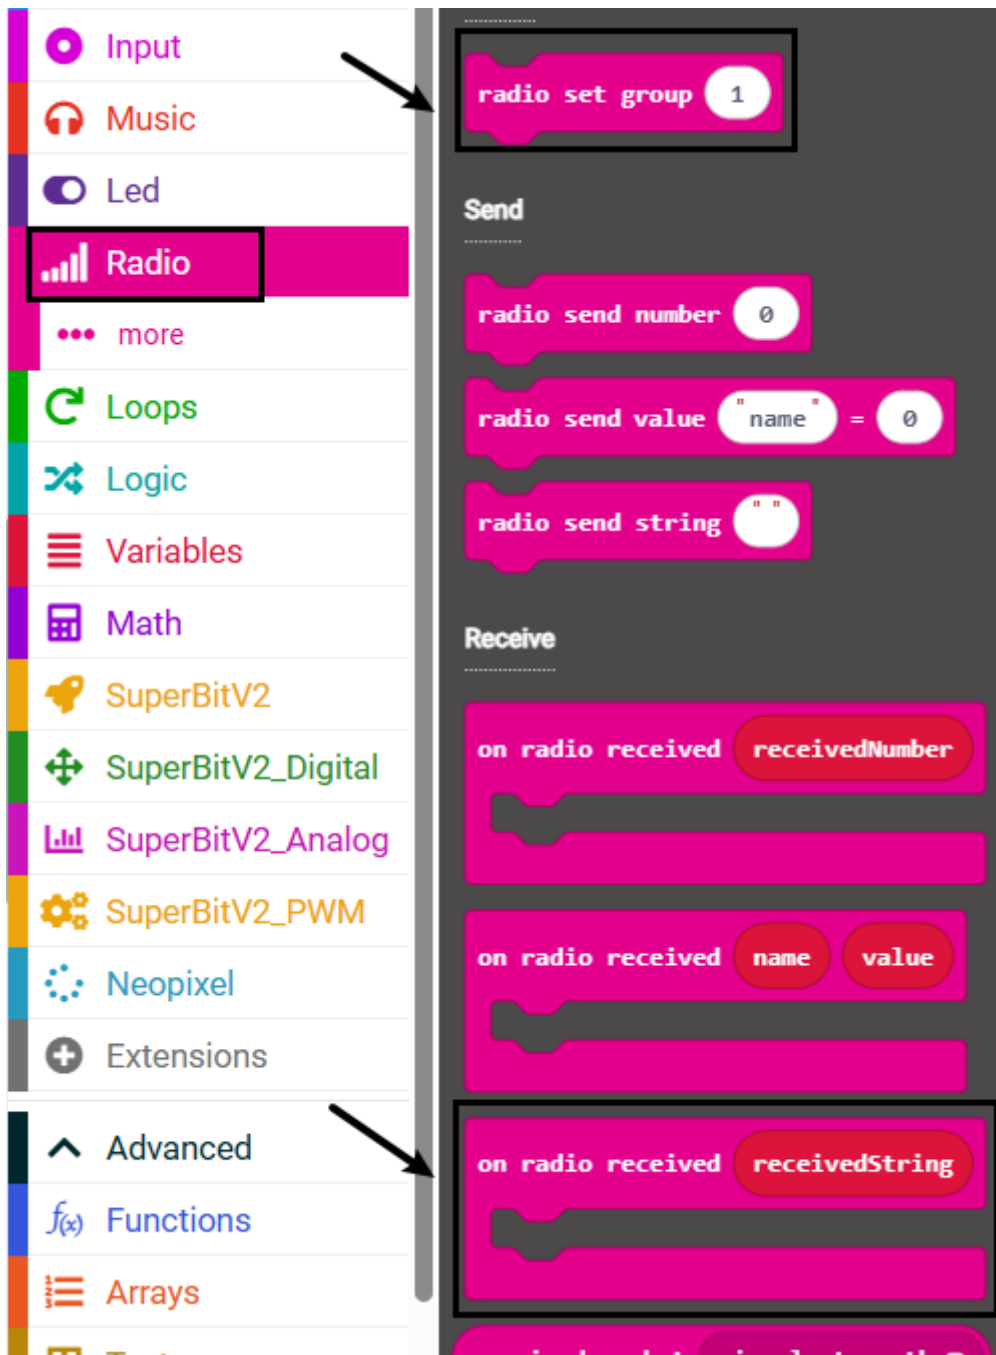 Input
Music
Led
Radio
more
Loops
Logic
Variables
Math
SuperBitV2
SuperBitV2_Digital
SuperBitV2_Analog
SuperBitV2_PWM
Neopixel
Extensions
Advanced
f(x) Functions
Arrays
radio set group 1
Send
radio send number 0
radio send value "name" = 0
radio send string " "
Receive
on radio received receivedNumber
on radio received name value
on radio received receivedString